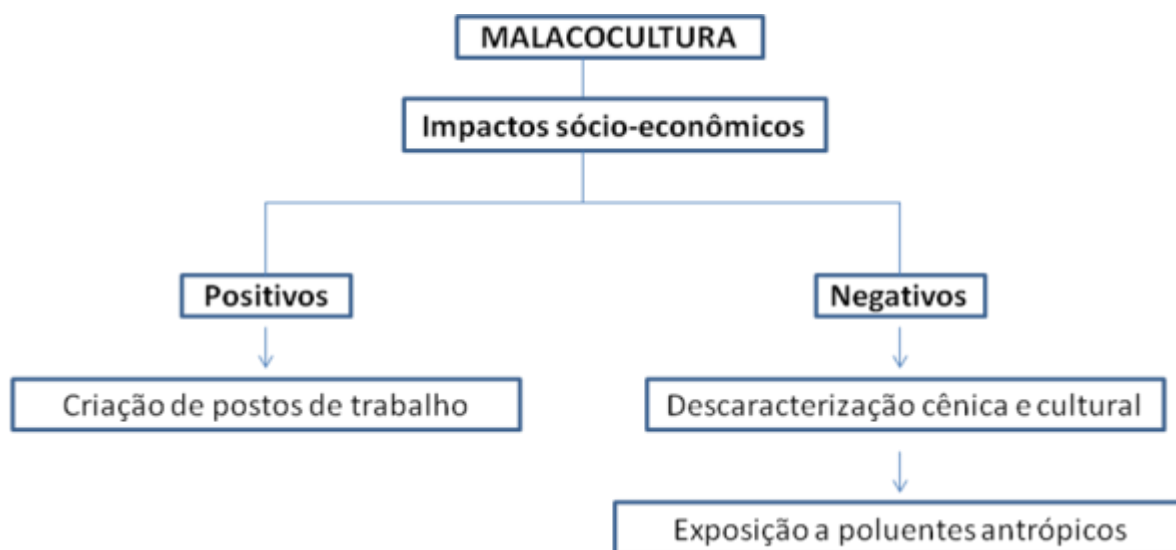 MALACOCULTURA
Impactos sócio-econômicos
Positivos
Negativos
Criação de postos de trabalho
Descaracterização cênica e cultural
Exposição a poluentes antrópicos